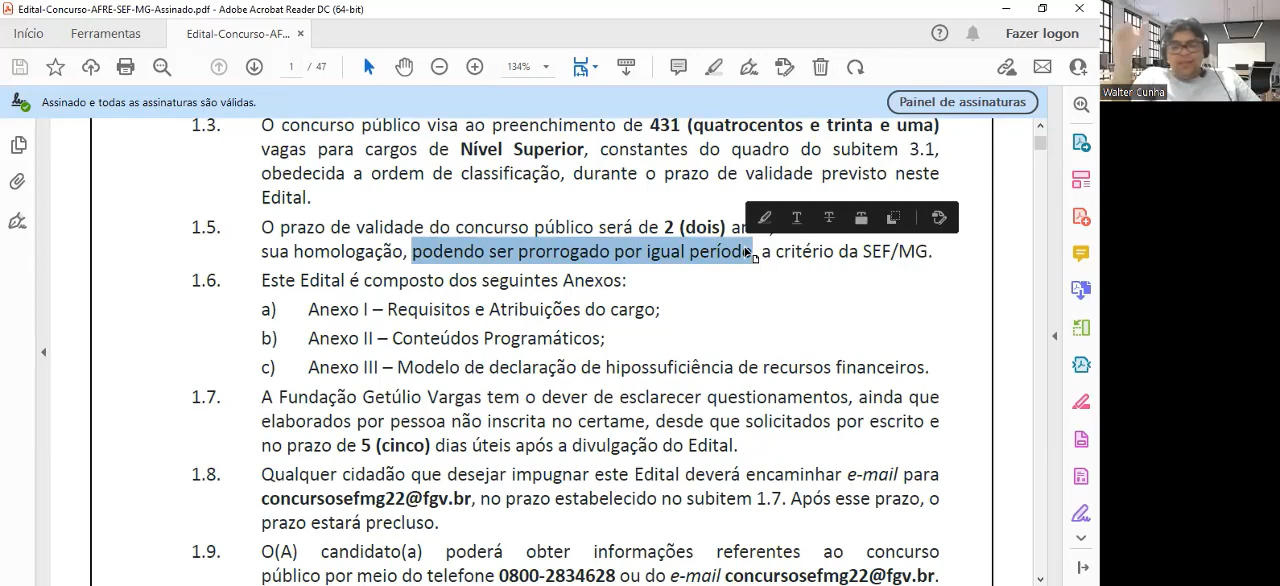 Edital-Concurso-AFRE-SEF-MG-Assinado.pdf - Adobe Acrobat Reader DC (64-bit)
Início Ferramentas Edital-Concurso-AF... × Fazer logon
1 / 47 134%
Assinado e todas as assinaturas são válidas. Painel de assinaturas
Walter Cunha
1.3. O concurso público visa ao preenchimento de 431 (quatrocentos e trinta e uma)
vagas para cargos de Nível Superior, constantes do quadro do subitem 3.1,
obedecida a ordem de classificação, durante o prazo de validade previsto neste
Edital.
1.5. O prazo de validade do concurso público será de 2 (dois)
sua homologação, podendo ser prorrogado por igual período, a critério da SEF/MG.
1.6. Este Edital é composto dos seguintes Anexos:
a) Anexo I – Requisitos e Atribuições do cargo;
b) Anexo II – Conteúdos Programáticos;
c) Anexo III – Modelo de declaração de hipossuficiência de recursos financeiros.
1.7. A Fundação Getúlio Vargas tem o dever de esclarecer questionamentos, ainda que
elaborados por pessoa não inscrita no certame, desde que solicitados por escrito e
no prazo de 5 (cinco) dias úteis após a divulgação do Edital.
1.8. Qualquer cidadão que desejar impugnar este Edital deverá encaminhar e-mail para
concursosefmg22@fgv.br, no prazo estabelecido no subitem 1.7. Após esse prazo, o
prazo estará precluso.
1.9. O(A) candidato(a) poderá obter informações referentes ao concurso
público por meio do telefone 0800-2834628 ou do e-mail concursosefmg22@fgv.br.